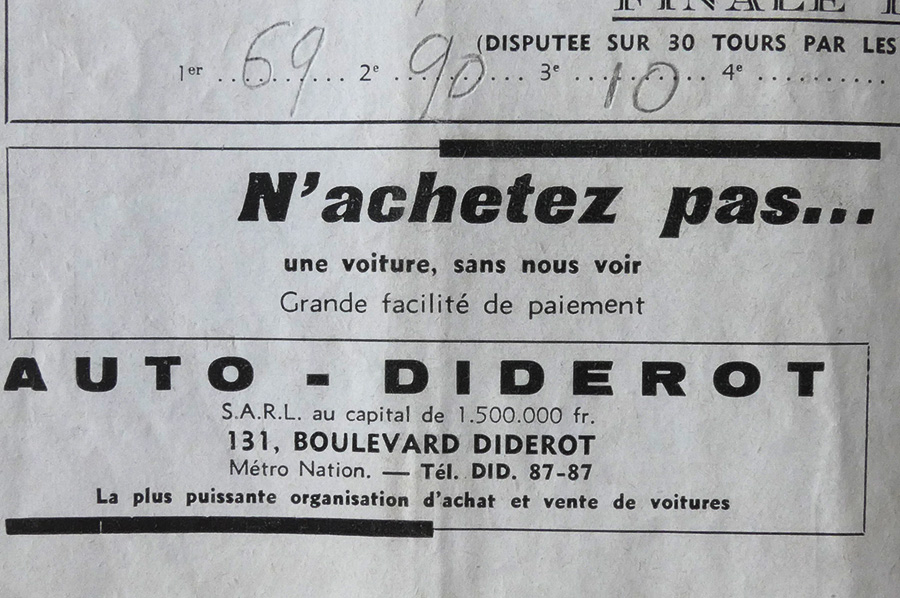 FINALE
(DISPUTEE SUR 30 TOURS PAR LES
1er .. 69 .... 2e ... 90 .... 3e ... 10 .... 4e ..........
N'achetez pas...
une voiture, sans nous voir
Grande facilité de paiement
AUTO - DIDEROT
S.A.R.L. au capital de 1.500.000 fr.
131, BOULEVARD DIDEROT
Métro Nation. — Tél. DID. 87-87
La plus puissante organisation d'achat et vente de voitures